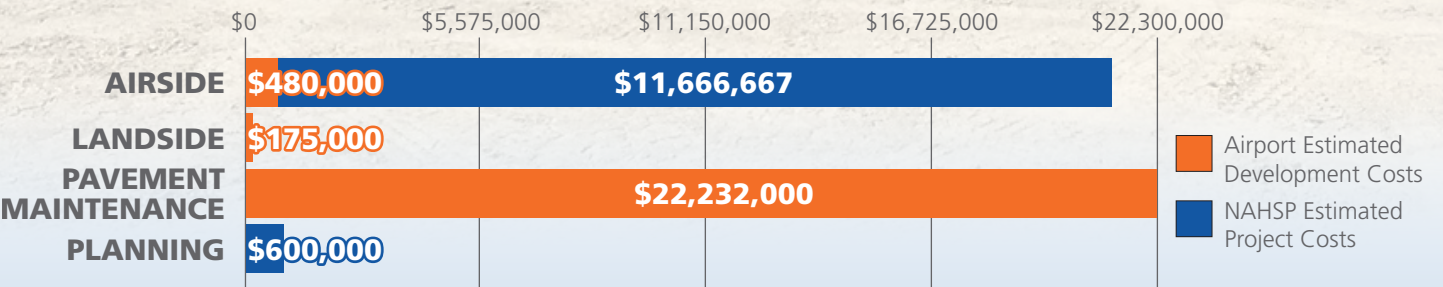 $0 $5,575,000 $11,150,000 $16,725,000 $22,300,000
AIRSIDE $480,000 $11,666,667
LANDSIDE $175,000
PAVEMENT
MAINTENANCE $22,232,000
PLANNING $600,000
Airport Estimated
Development Costs
NAHSP Estimated
Project Costs